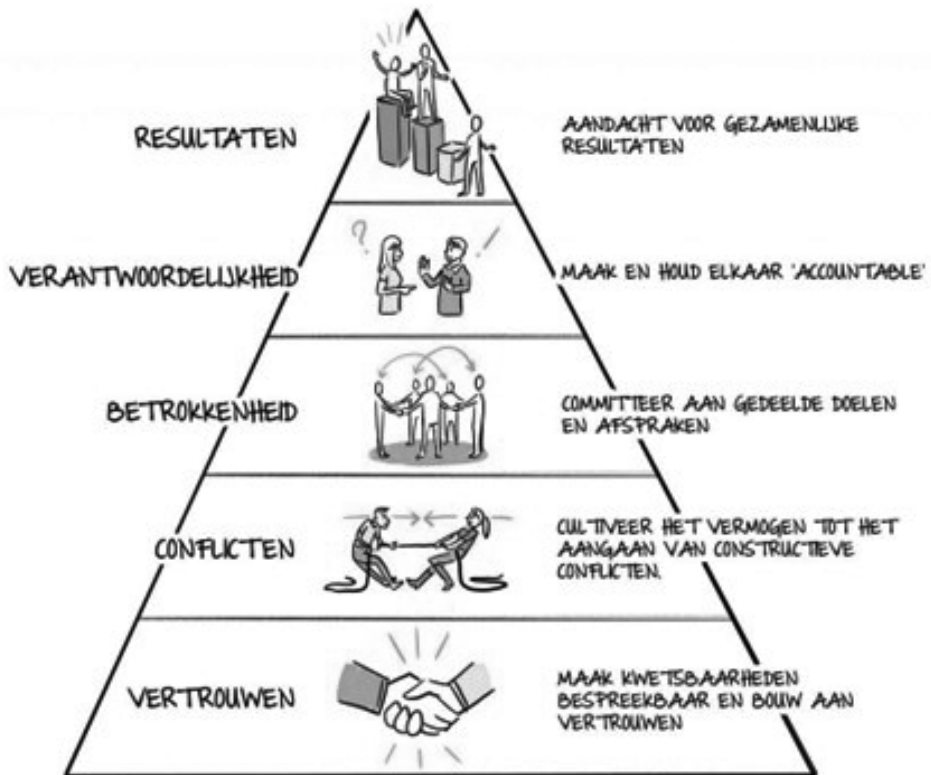 RESULTATEN
AANDACHT VOOR GEZAMENLIJKE
RESULTATEN
?
!
VERANTWOORDELIJKHEID
MAAK EN HOUD ELKAAR 'ACCOUNTABLE'
BETROKKENHEID
COMMITTEER AAN GEDEELDE DOELEN
EN AFSPRAKEN
CONFLICTEN
CULTIVEER HET VERMOGEN TOT HET
AANGAAN VAN CONSTRUCTIEVE
CONFLICTEN.
VERTROUWEN
MAAK KWETSBAARHEDEN
BESPREEKBAAR EN BOUW AAN
VERTROUWEN